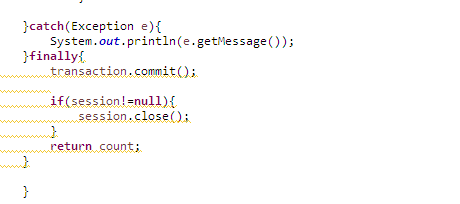 }catch(Exception e){
System.out.println(e.getMessage());
}finally{
transaction.commit();
if(session!=null){
session.close();
}
return count;
}
}